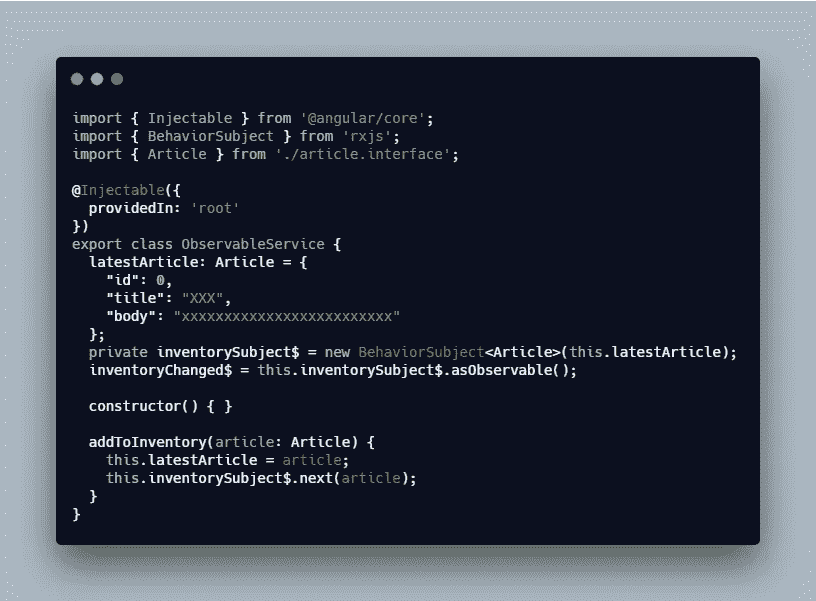 import { Injectable } from '@angular/core';
import { BehaviorSubject } from 'rxjs';
import { Article } from './article.interface';
@Injectable({
providedIn: 'root'
})
export class ObservableService {
latestArticle: Article = {
"id": 0,
"title": "XXX",
"body": "xxxxxxxxxxxxxxxxxxxxxxxxx"
};
private inventorySubject$ = new BehaviorSubject<Article>(this.latestArticle);
inventoryChanged$ = this.inventorySubject$.asObservable();
constructor() { }
addToInventory(article: Article) {
this.latestArticle = article;
this.inventorySubject$.next(article);
}
}